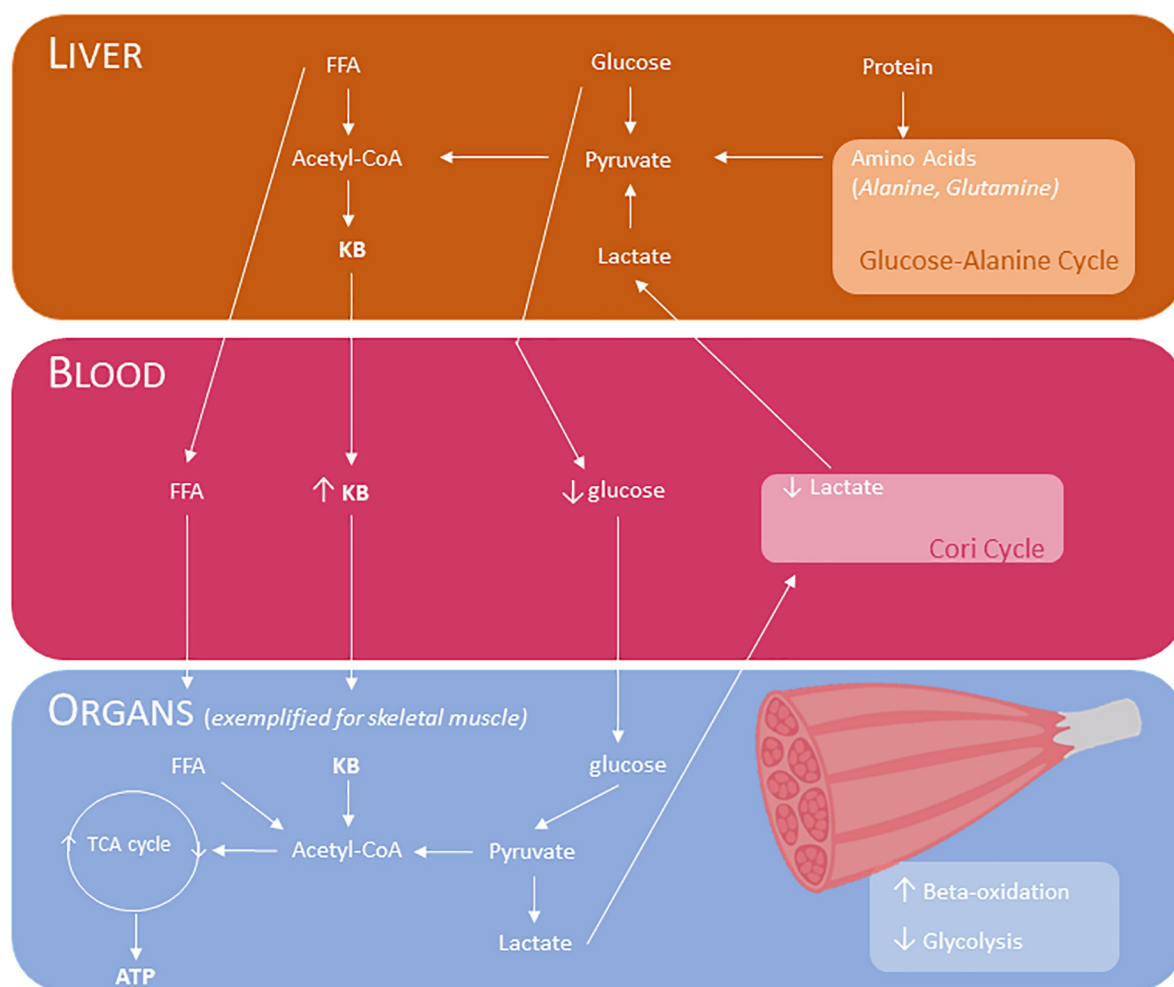 LIVER
FFA
Glucose
Protein
Acetyl-CoA
Pyruvate
Amino Acids
(Alanine, Glutamine)
KB
Lactate
Glucose-Alanine Cycle
BLOOD
FFA
↑ KB
↓ glucose
↓ Lactate
Cori Cycle
ORGANS (exemplified for skeletal muscle)
FFA
KB
glucose
↑ TCA cycle ↓
Acetyl-CoA
Pyruvate
Lactate
ATP
↑ Beta-oxidation
↓ Glycolysis